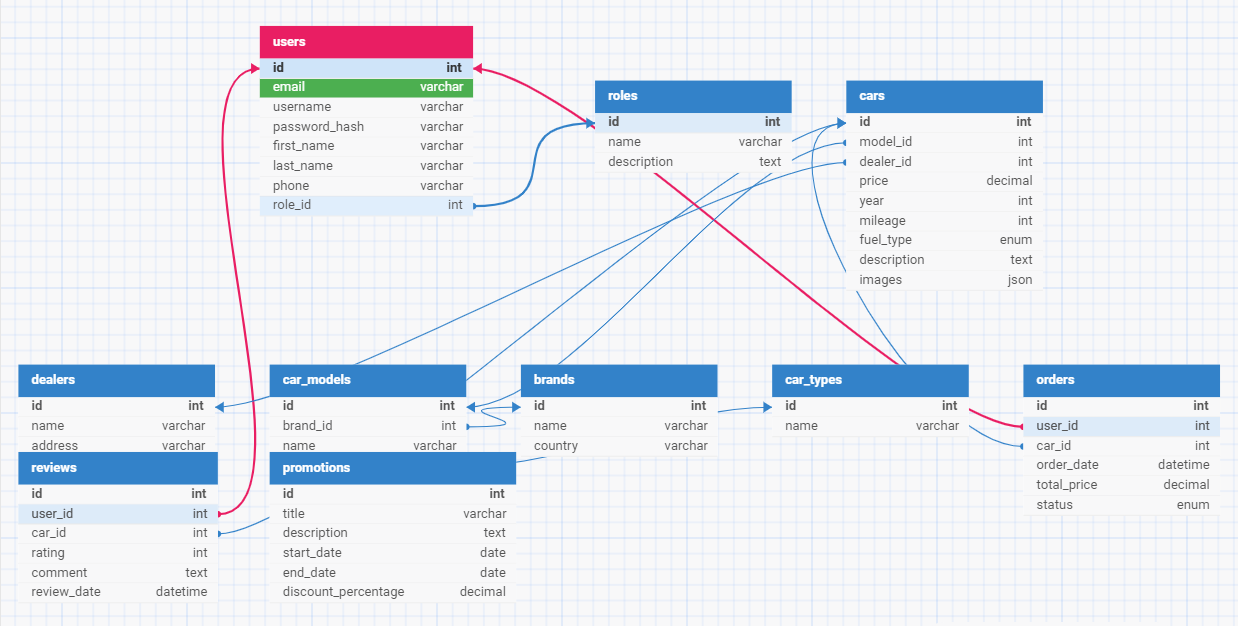 users
id int
email varchar
username varchar
password_hash varchar
first_name varchar
last_name varchar
phone varchar
role_id int
roles
id int
name varchar
description text
cars
id int
model_id int
dealer_id int
price decimal
year int
mileage int
fuel_type enum
description text
images json
dealers
id int
name varchar
address varchar
car_models
id int
brand_id int
name varchar
brands
id int
name varchar
country varchar
car_types
id int
name varchar
orders
id int
user_id int
car_id int
order_date datetime
total_price decimal
status enum
reviews
id int
user_id int
car_id int
rating int
comment text
review_date datetime
promotions
id int
title varchar
description text
start_date date
end_date date
discount_percentage decimal